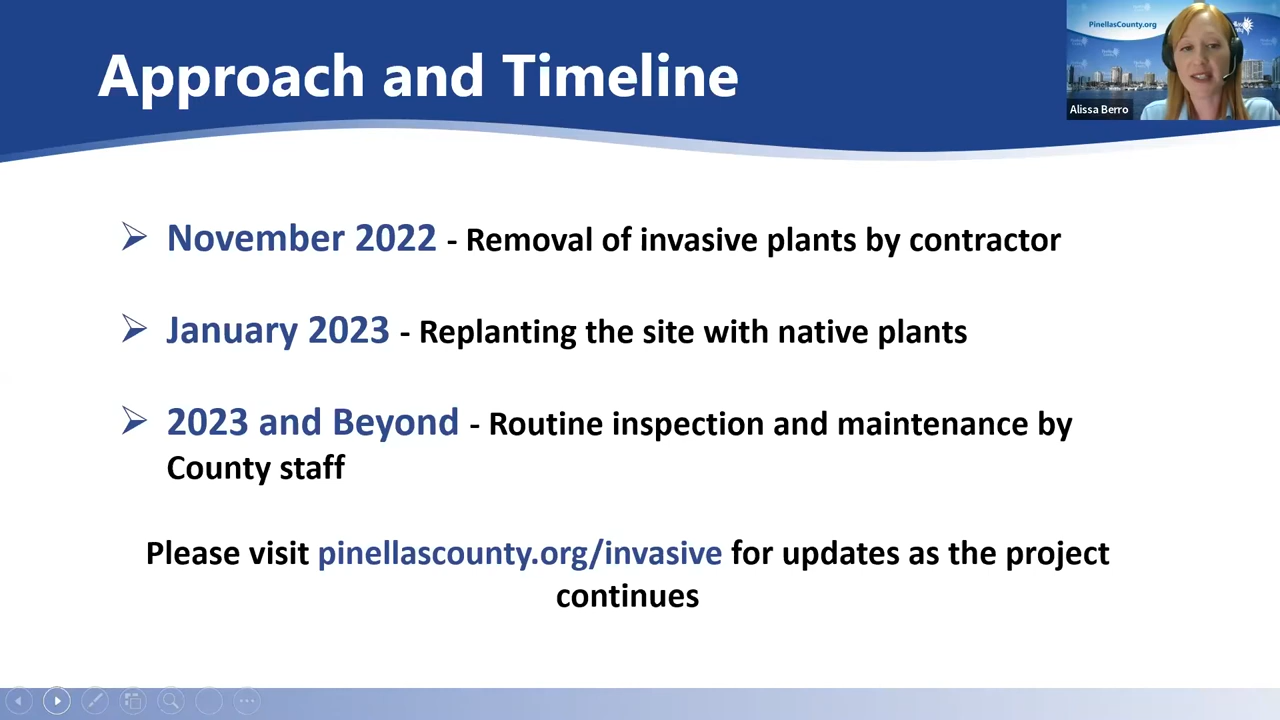 Approach and Timeline
PinellasCounty.org
Alissa Berro
➢ November 2022 - Removal of invasive plants by contractor
➢ January 2023 - Replanting the site with native plants
➢ 2023 and Beyond - Routine inspection and maintenance by
County staff
Please visit pinellascounty.org/invasive for updates as the project
continues